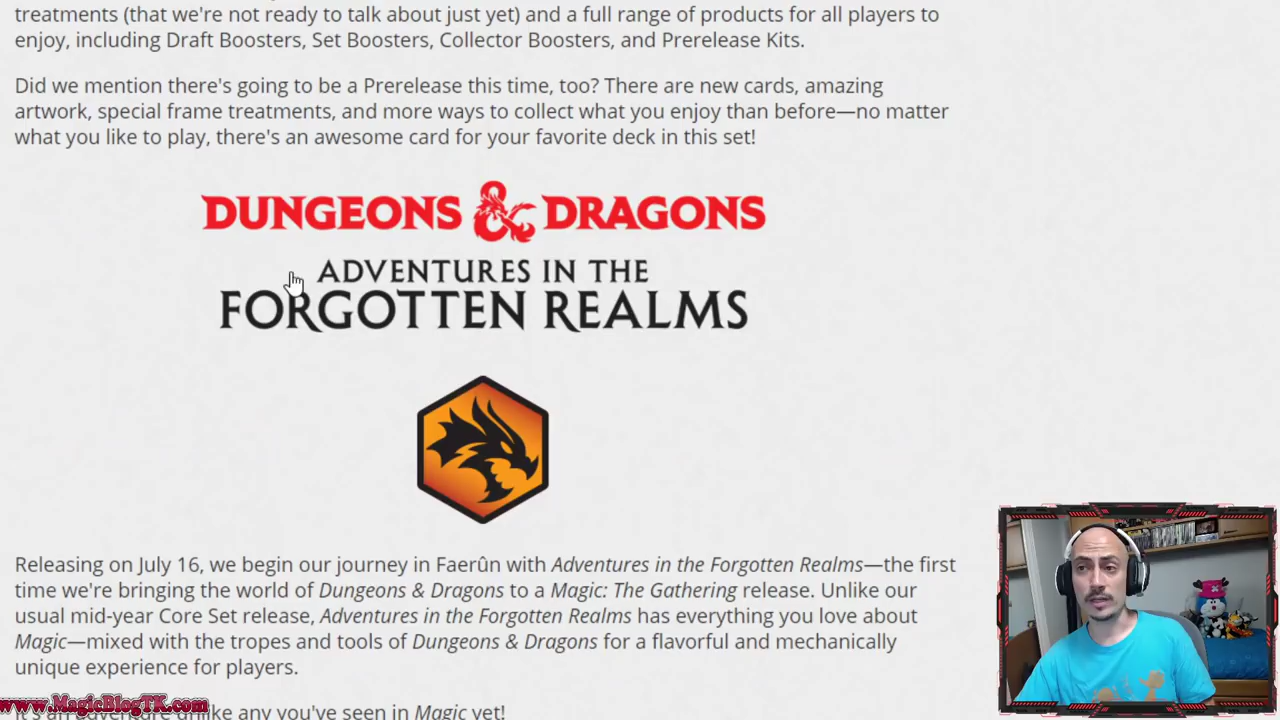 treatments (that we're not ready to talk about just yet) and a full range of products for all players to
enjoy, including Draft Boosters, Set Boosters, Collector Boosters, and Prerelease Kits.
Did we mention there's going to be a Prerelease this time, too? There are new cards, amazing
artwork, special frame treatments, and more ways to collect what you enjoy than before—no matter
what you like to play, there's an awesome card for your favorite deck in this set!
DUNGEONS & DRAGONS
ADVENTURES IN THE
FORGOTTEN REALMS
Releasing on July 16, we begin our journey in Faerûn with Adventures in the Forgotten Realms—the first
time we're bringing the world of Dungeons & Dragons to a Magic: The Gathering release. Unlike our
usual mid-year Core Set release, Adventures in the Forgotten Realms has everything you love about
Magic—mixed with the tropes and tools of Dungeons & Dragons for a flavorful and mechanically
unique experience for players.
www.MagicBlogTK.com
It's an adventure unlike any you've seen in Magic yet!